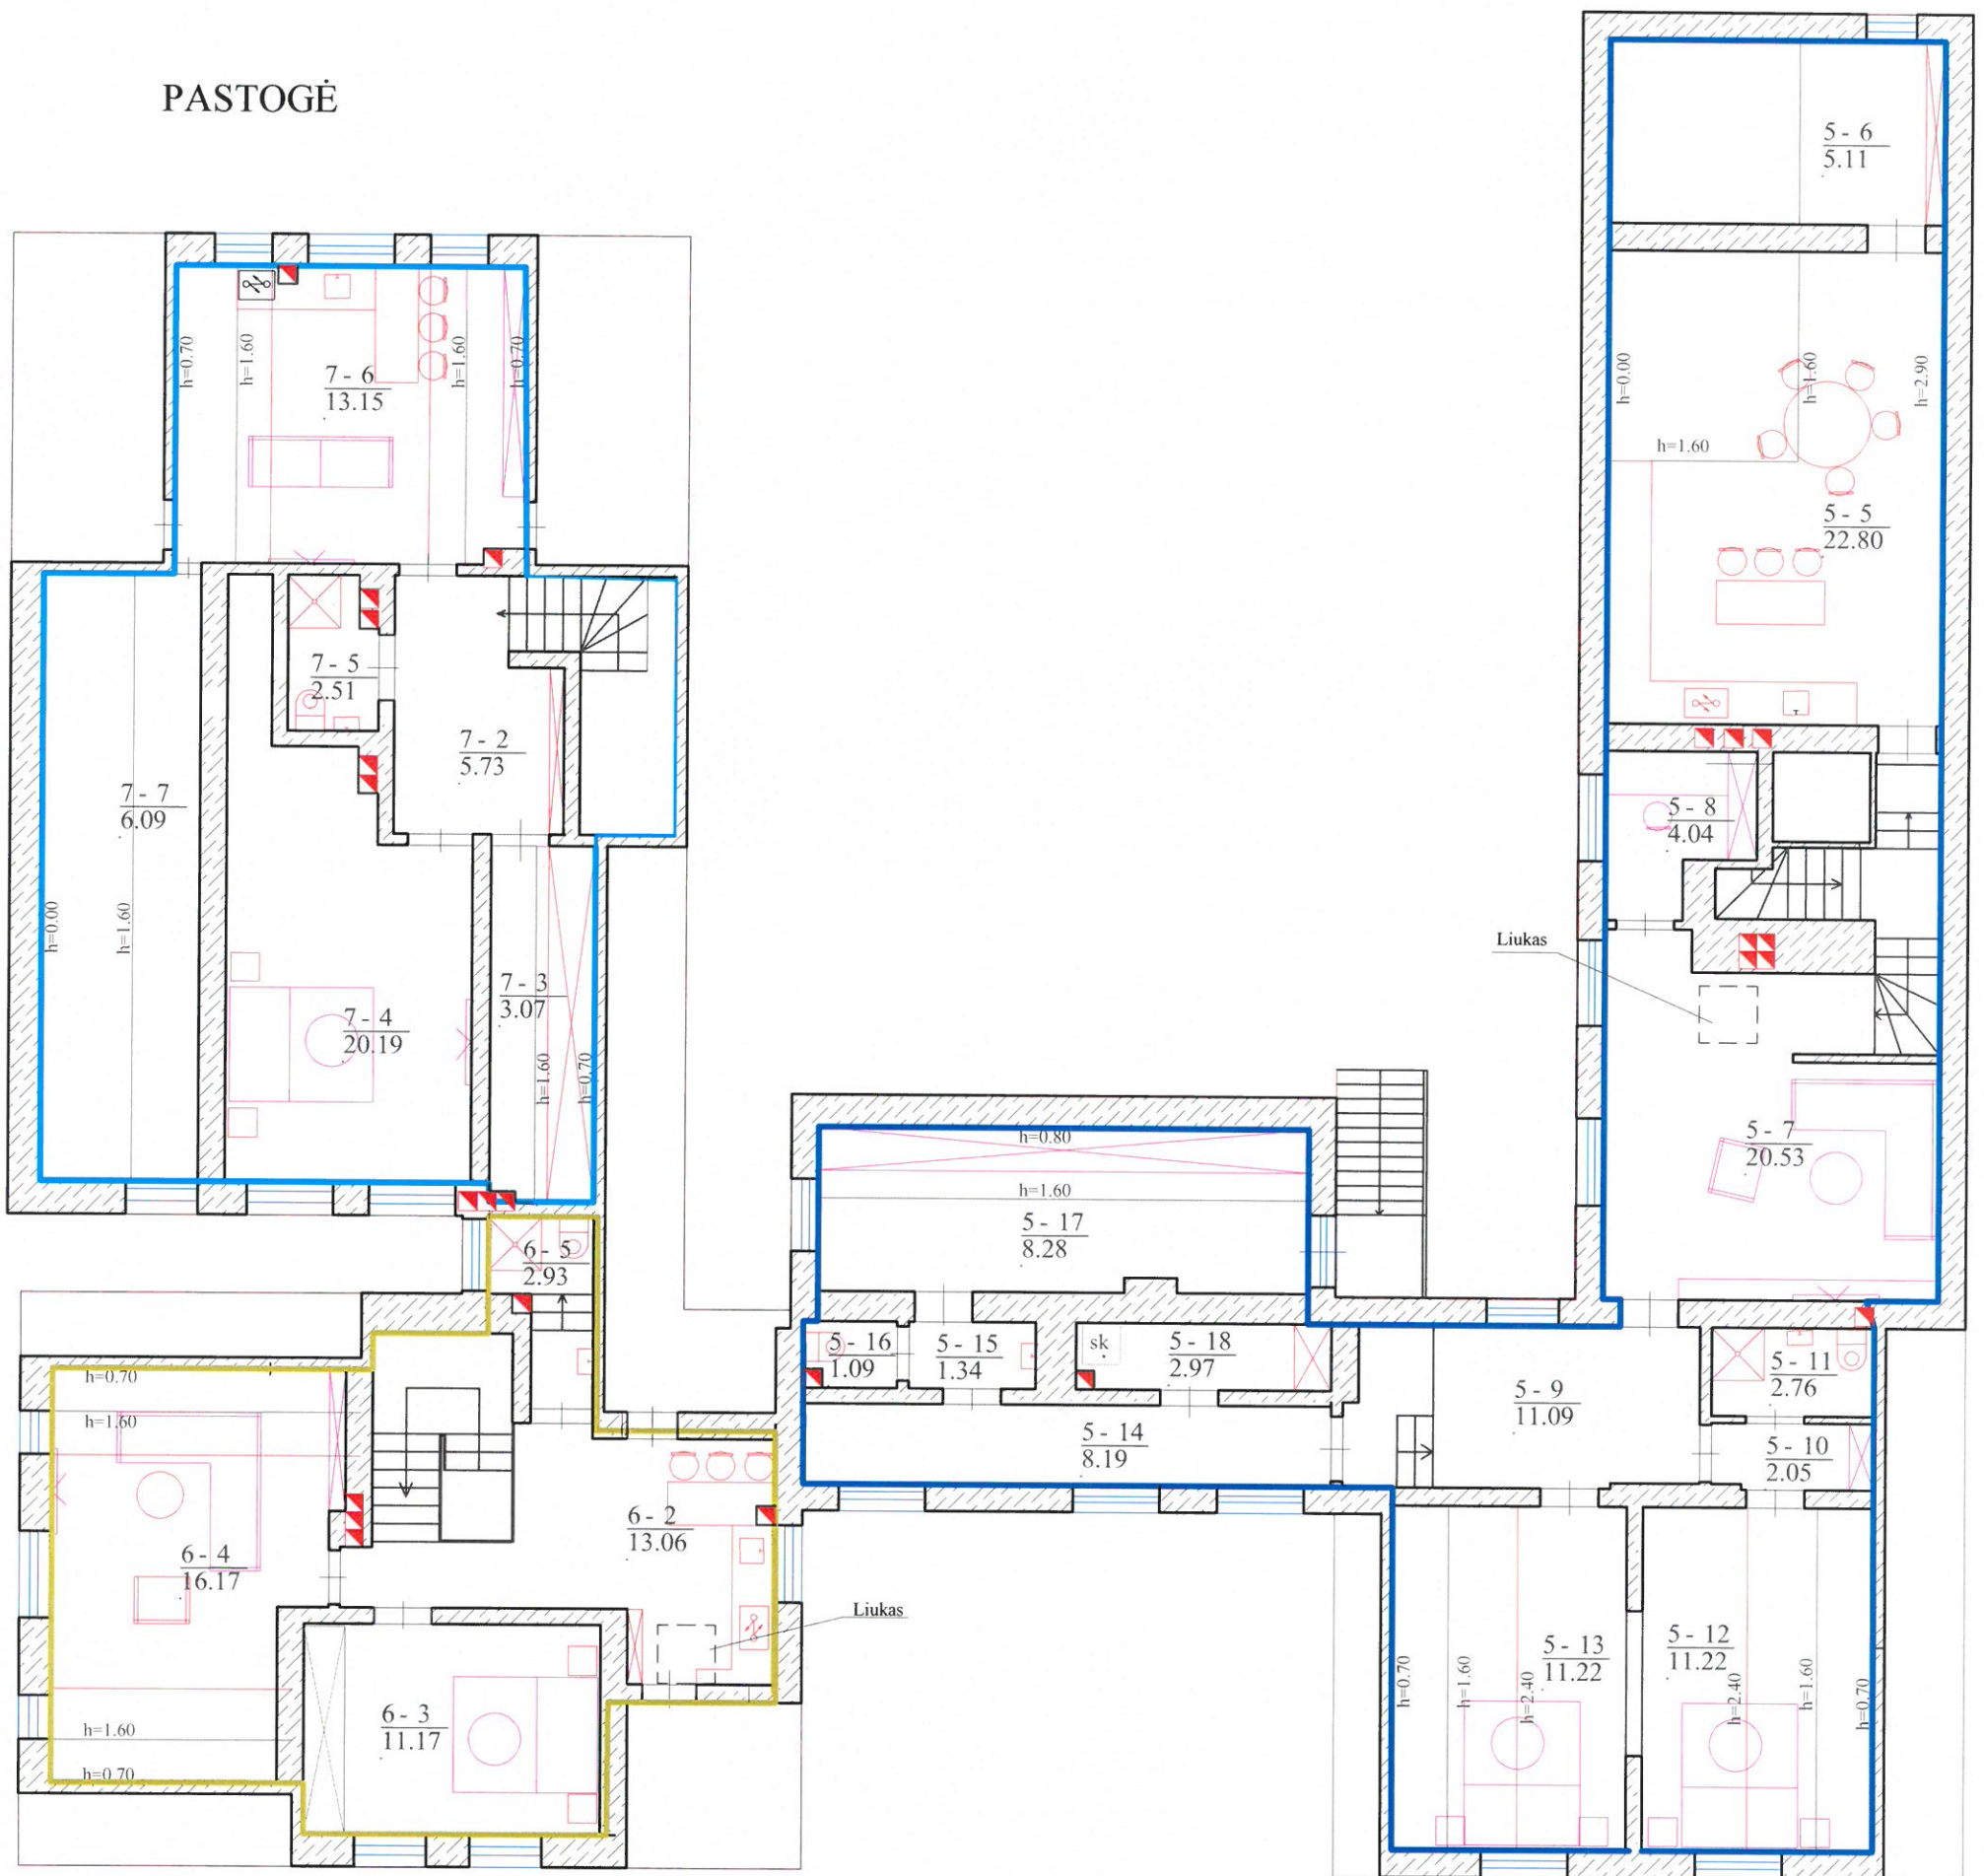 PASTOGĖ
5 - 6
5.11
h=0.70
h=1.60
7 - 6
13.15
h=1.60
h=0.70
h=0.00
h=1.60
h=2.90
h=1.60
5 - 5
22.80
7 - 5
2.51
7 - 2
5.73
7 - 7
6.09
5 - 8
4.04
h=0.00
h=1.60
7 - 3
3.07
7 - 4
20.19
h=1.60
h=0.70
Liukas
5 - 7
20.53
h=0.80
h=1.60
5 - 17
8.28
6 - 5
2.93
5 - 16
1.09
5 - 15
1.34
sk
5 - 18
2.97
5 - 11
2.76
5 - 9
11.09
5 - 14
8.19
5 - 10
2.05
h=0.70
h=1.60
6 - 4
16.17
6 - 2
13.06
Liukas
6 - 3
11.17
h=1.60
h=0.70
5 - 13
11.22
5 - 12
11.22
h=0.70
h=1.60
h=2.40
h=2.40
h=1.60
h=0.70